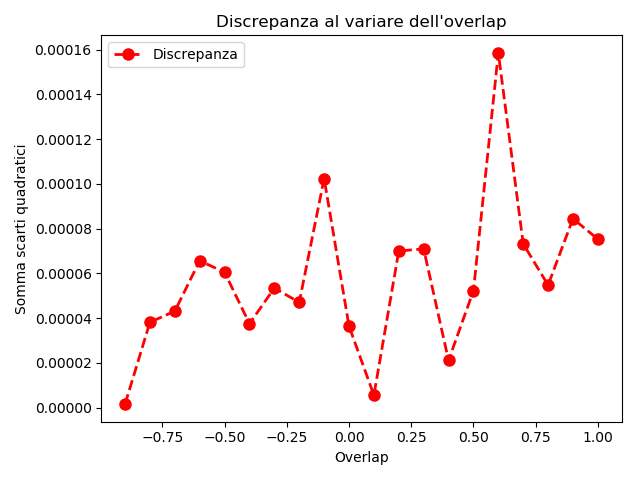 Discrepanza al variare dell'overlap
Discrepanza
Somma scarti quadratici
0.00016
0.00014
0.00012
0.00010
0.00008
0.00006
0.00004
0.00002
0.00000
−0.75 −0.50 −0.25 0.00 0.25 0.50 0.75 1.00
Overlap